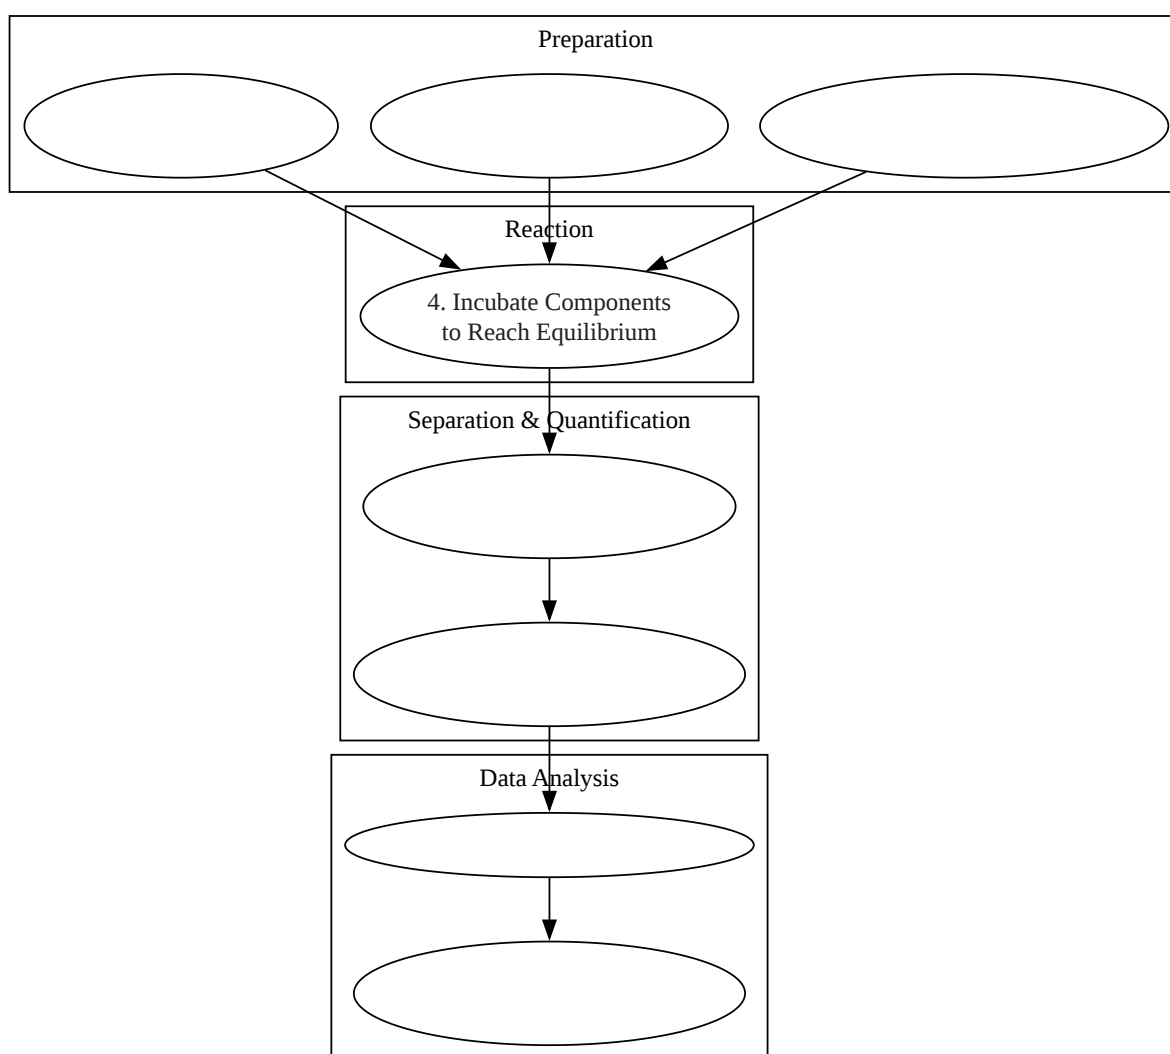 Preparation
Reaction
4. Incubate Components
to Reach Equilibrium
Separation & Quantification
Data Analysis